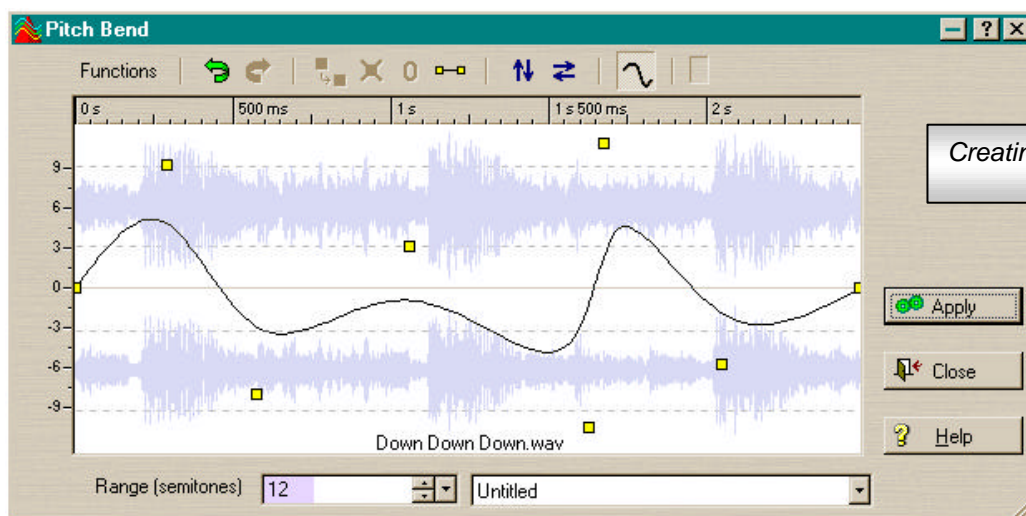 Pitch Bend
Functions
0 s 500 ms 1 s 1 s 500 ms 2 s
9
6
3
0
-3
-6
-9
Down Down Down.wav
Creatin
Apply
Close
Help
Range (semitones) 12 Untitled